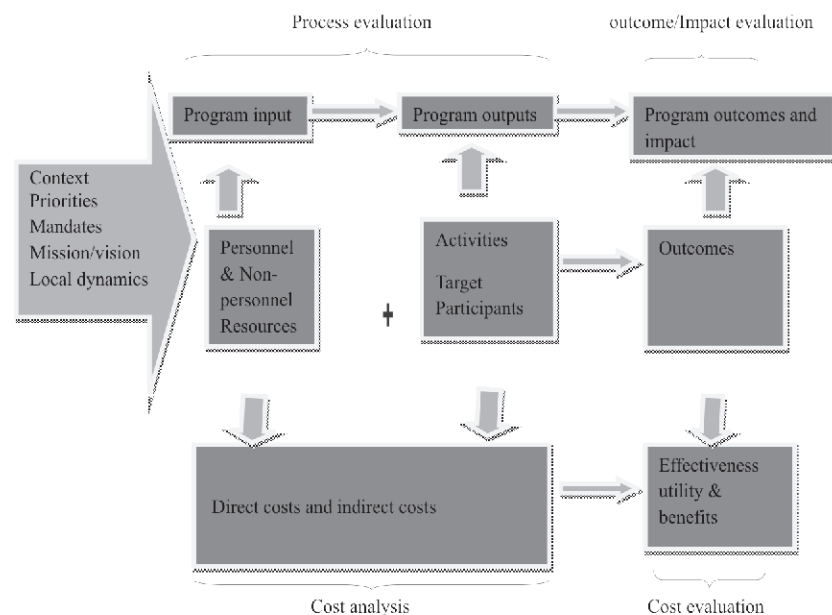 Process evaluation
outcome/Impact evaluation
Program input
Program outputs
Program outcomes and
impact
Context
Priorities
Mandates
Mission/vision
Local dynamics
Personnel
& Non-
personnel
Resources
+
Activities
Target
Participants
Outcomes
Direct costs and indirect costs
Effectiveness
utility &
benefits
Cost analysis
Cost evaluation